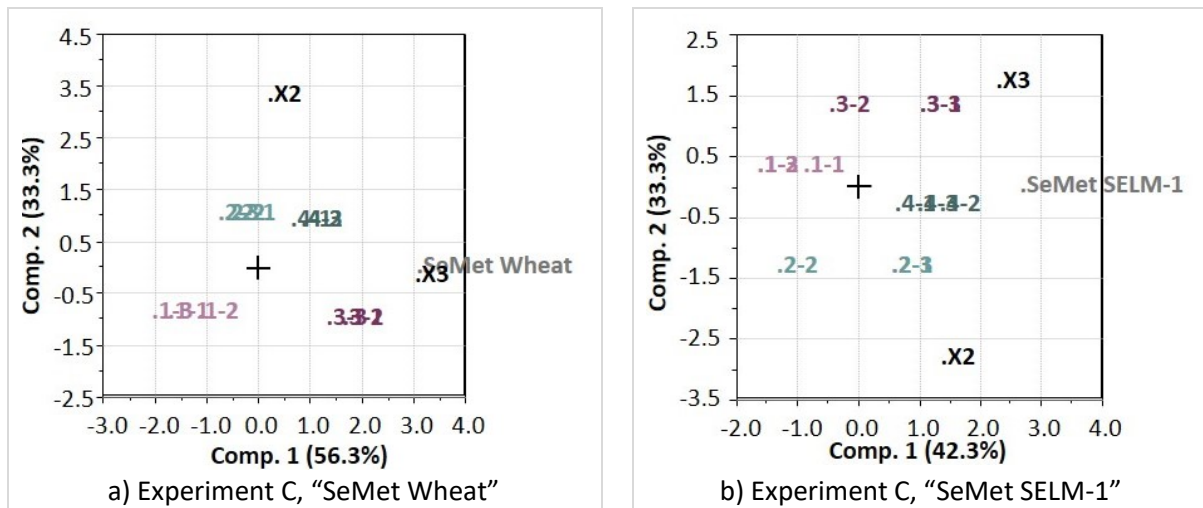 4.5
3.5
2.5
1.5
0.5
-0.5
-1.5
-2.5
Comp. 2 (33.3%)
.X2
.SeMet Wheat
.X3
-3.0 -2.0 -1.0 0.0 1.0 2.0 3.0 4.0
Comp. 1 (56.3%)
a) Experiment C, “SeMet Wheat”
2.5
1.5
0.5
-0.5
-1.5
-2.5
-3.5
Comp. 2 (33.3%)
.X3
.3-2
.1-1
.SeMet SELM-1
.4-2
.2-2
.X2
-2.0 -1.0 0.0 1.0 2.0 3.0 4.0
Comp. 1 (42.3%)
b) Experiment C, “SeMet SELM-1”